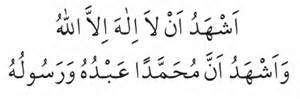 اَشْهَدُ اَنْ لاَ اِلٰهَ اِلاَّ اللهُ
وَاَشْهَدُ اَنَّ مُحَمَّدًا عَبْدُهُ وَرَسُولُهُ